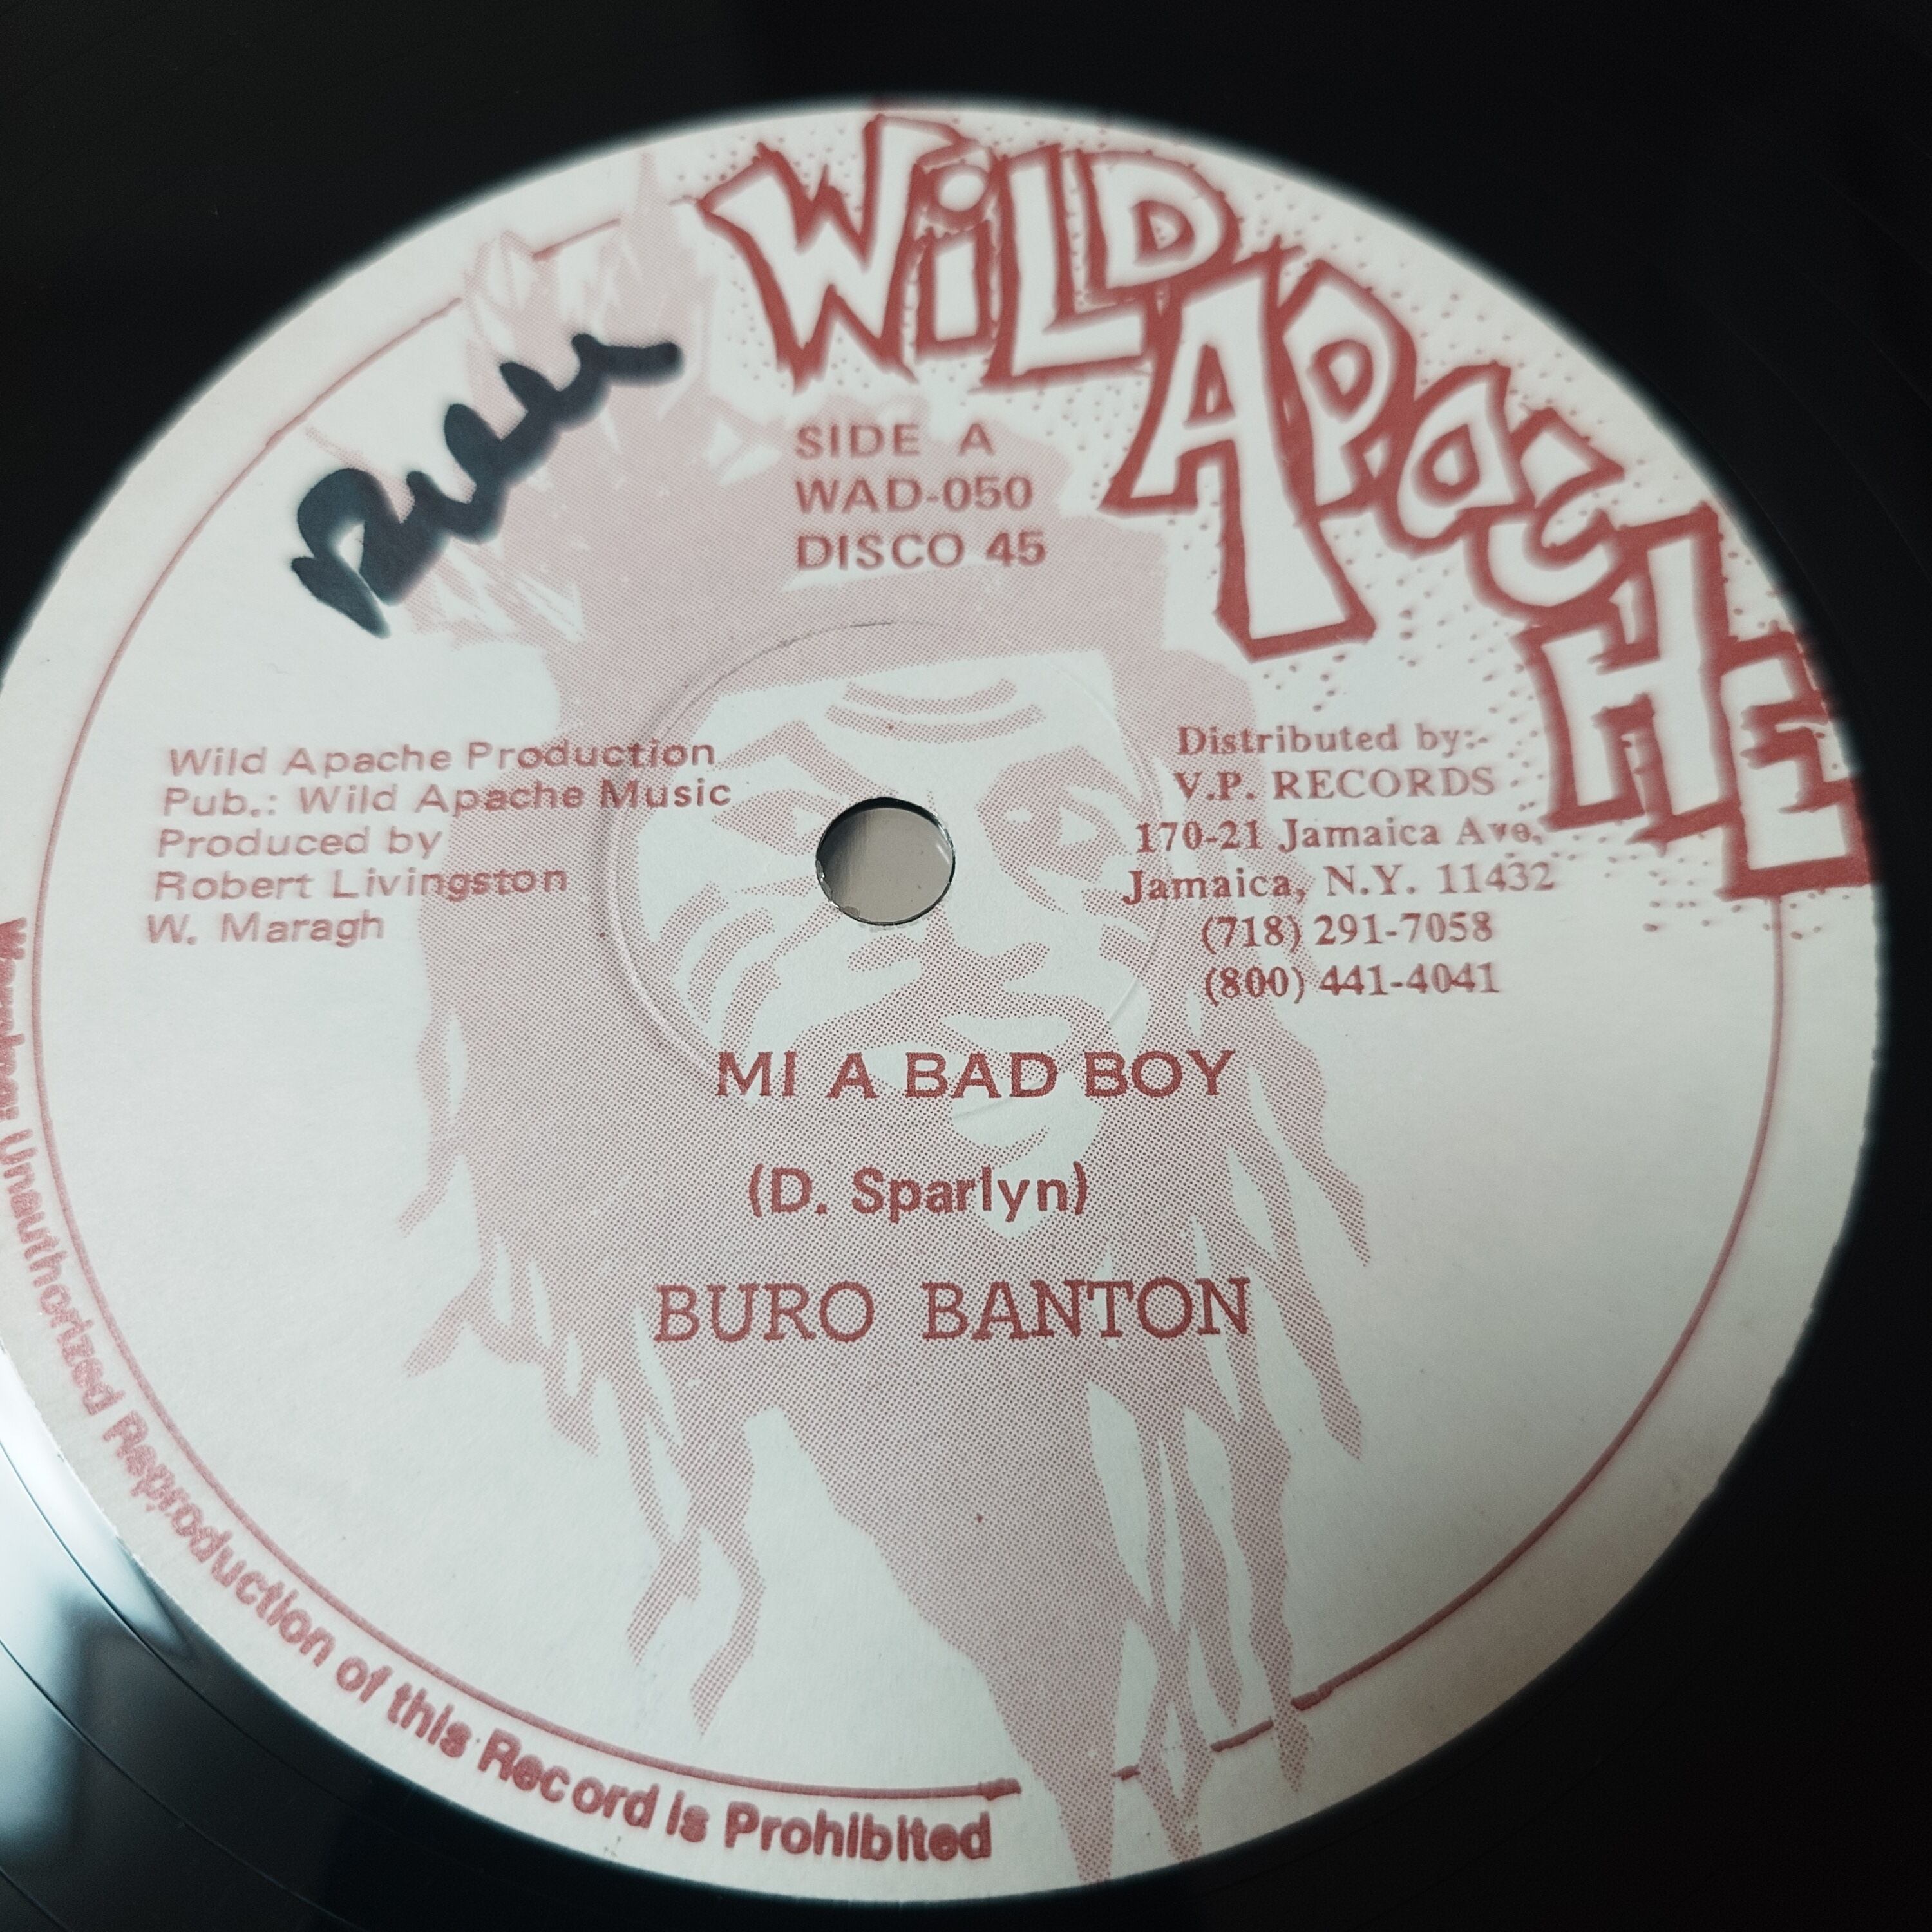 WiLD APACHE
SIDE A
WAD-050
DISCO 45
Wild Apache Production
Pub.: Wild Apache Music
Produced by
Robert Livingston
W. Maragh
Distributed by:-
V.P. RECORDS
170-21 Jamaica Ave.
Jamaica, N.Y. 11432
(718) 291-7058
(800) 441-4041
MI A BAD BOY
(D. Sparlyn)
BURO BANTON
Warning: Unauthorized Reproduction of this Record is Prohibited